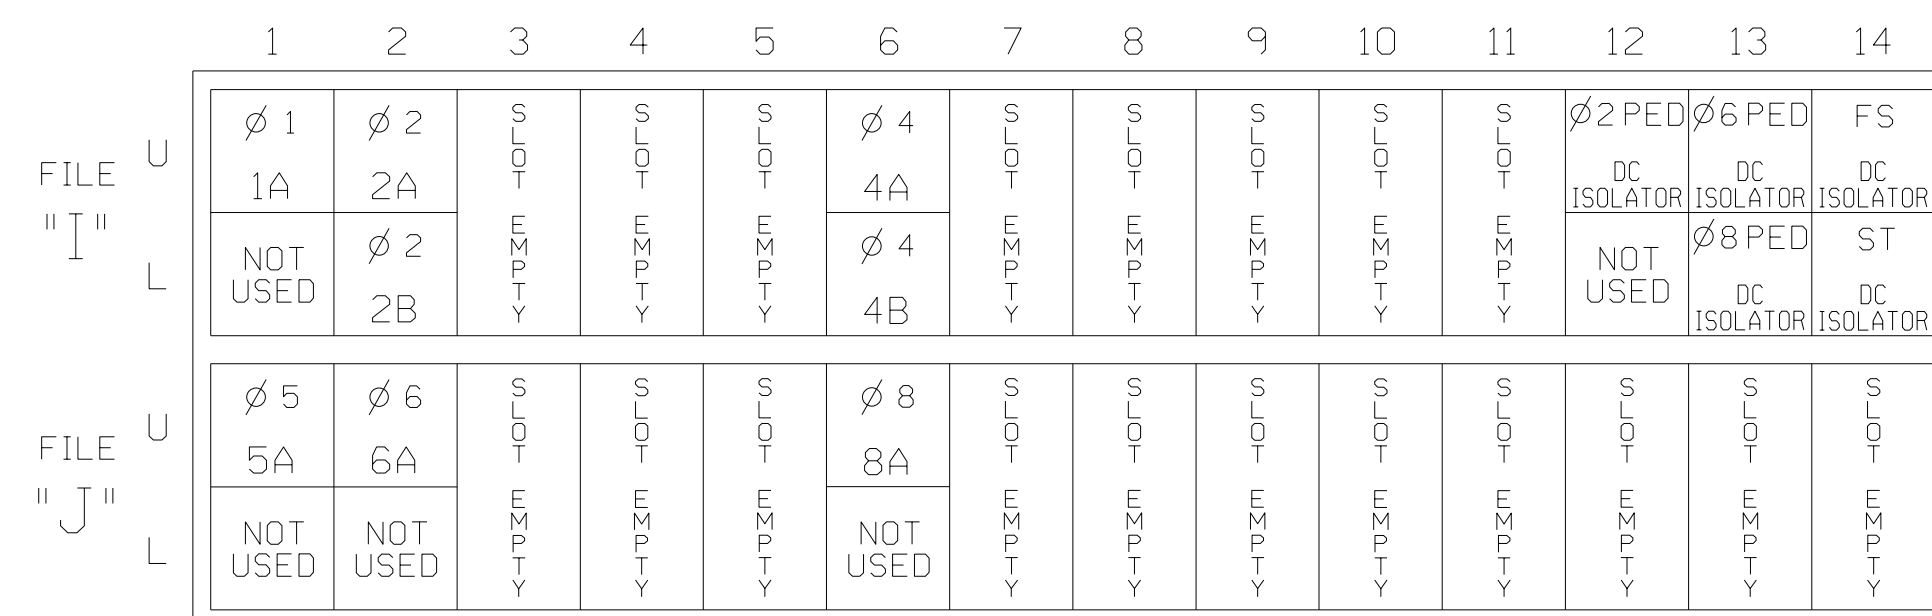 1 2 3 4 5 6 7 8 9 10 11 12 13 14
FILE "I"
U
L
Ø 1
1A
NOT
USED
Ø 2
2A
Ø 2
2B
SLOT EMPTY
SLOT EMPTY
SLOT EMPTY
Ø 4
4A
Ø 4
4B
SLOT EMPTY
SLOT EMPTY
SLOT EMPTY
SLOT EMPTY
SLOT EMPTY
Ø2 PED
DC
ISOLATOR
NOT
USED
Ø6 PED
DC
ISOLATOR
Ø8 PED
DC
ISOLATOR
FS
DC
ISOLATOR
ST
DC
ISOLATOR
FILE "J"
U
L
Ø 5
5A
NOT
USED
Ø 6
6A
NOT
USED
SLOT EMPTY
SLOT EMPTY
SLOT EMPTY
Ø 8
8A
NOT
USED
SLOT EMPTY
SLOT EMPTY
SLOT EMPTY
SLOT EMPTY
SLOT EMPTY
SLOT EMPTY
SLOT EMPTY
SLOT EMPTY